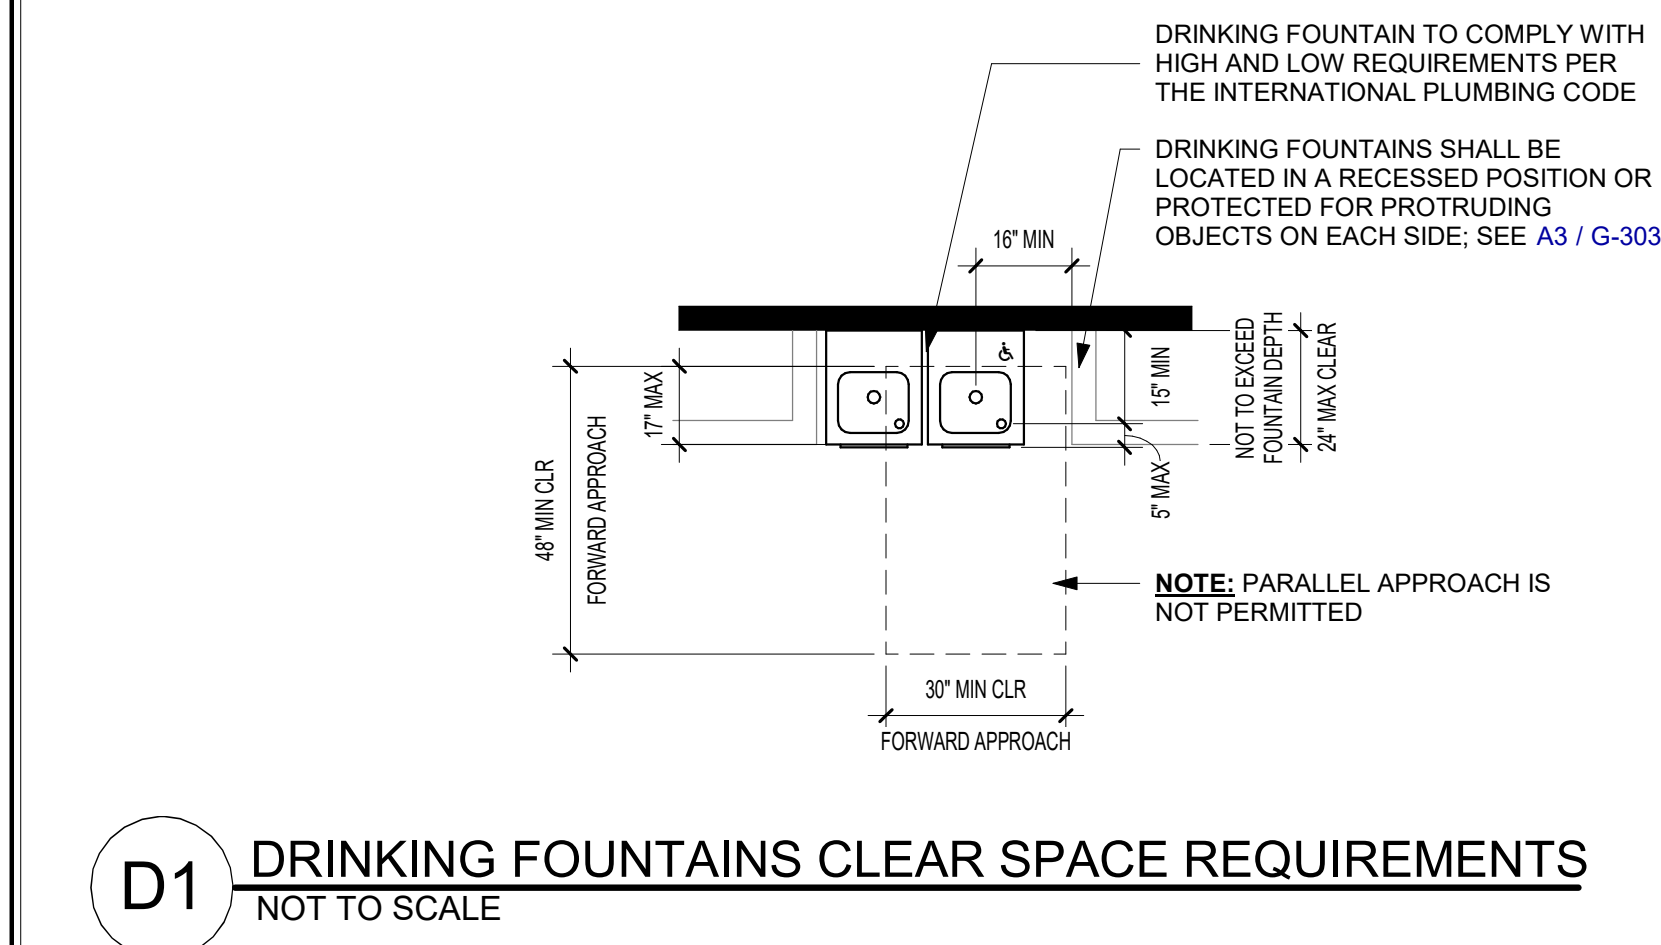 DRINKING FOUNTAIN TO COMPLY WITH
HIGH AND LOW REQUIREMENTS PER
THE INTERNATIONAL PLUMBING CODE
DRINKING FOUNTAINS SHALL BE
LOCATED IN A RECESSED POSITION OR
PROTECTED FOR PROTRUDING
OBJECTS ON EACH SIDE; SEE A3 / G-303
16" MIN
17" MAX
48" MIN CLR
FORWARD APPROACH
15" MIN
5" MAX
NOT TO EXCEED
FOUNTAIN DEPTH
24" MAX CLEAR
NOTE: PARALLEL APPROACH IS
NOT PERMITTED
30" MIN CLR
FORWARD APPROACH
D1
DRINKING FOUNTAINS CLEAR SPACE REQUIREMENTS
NOT TO SCALE